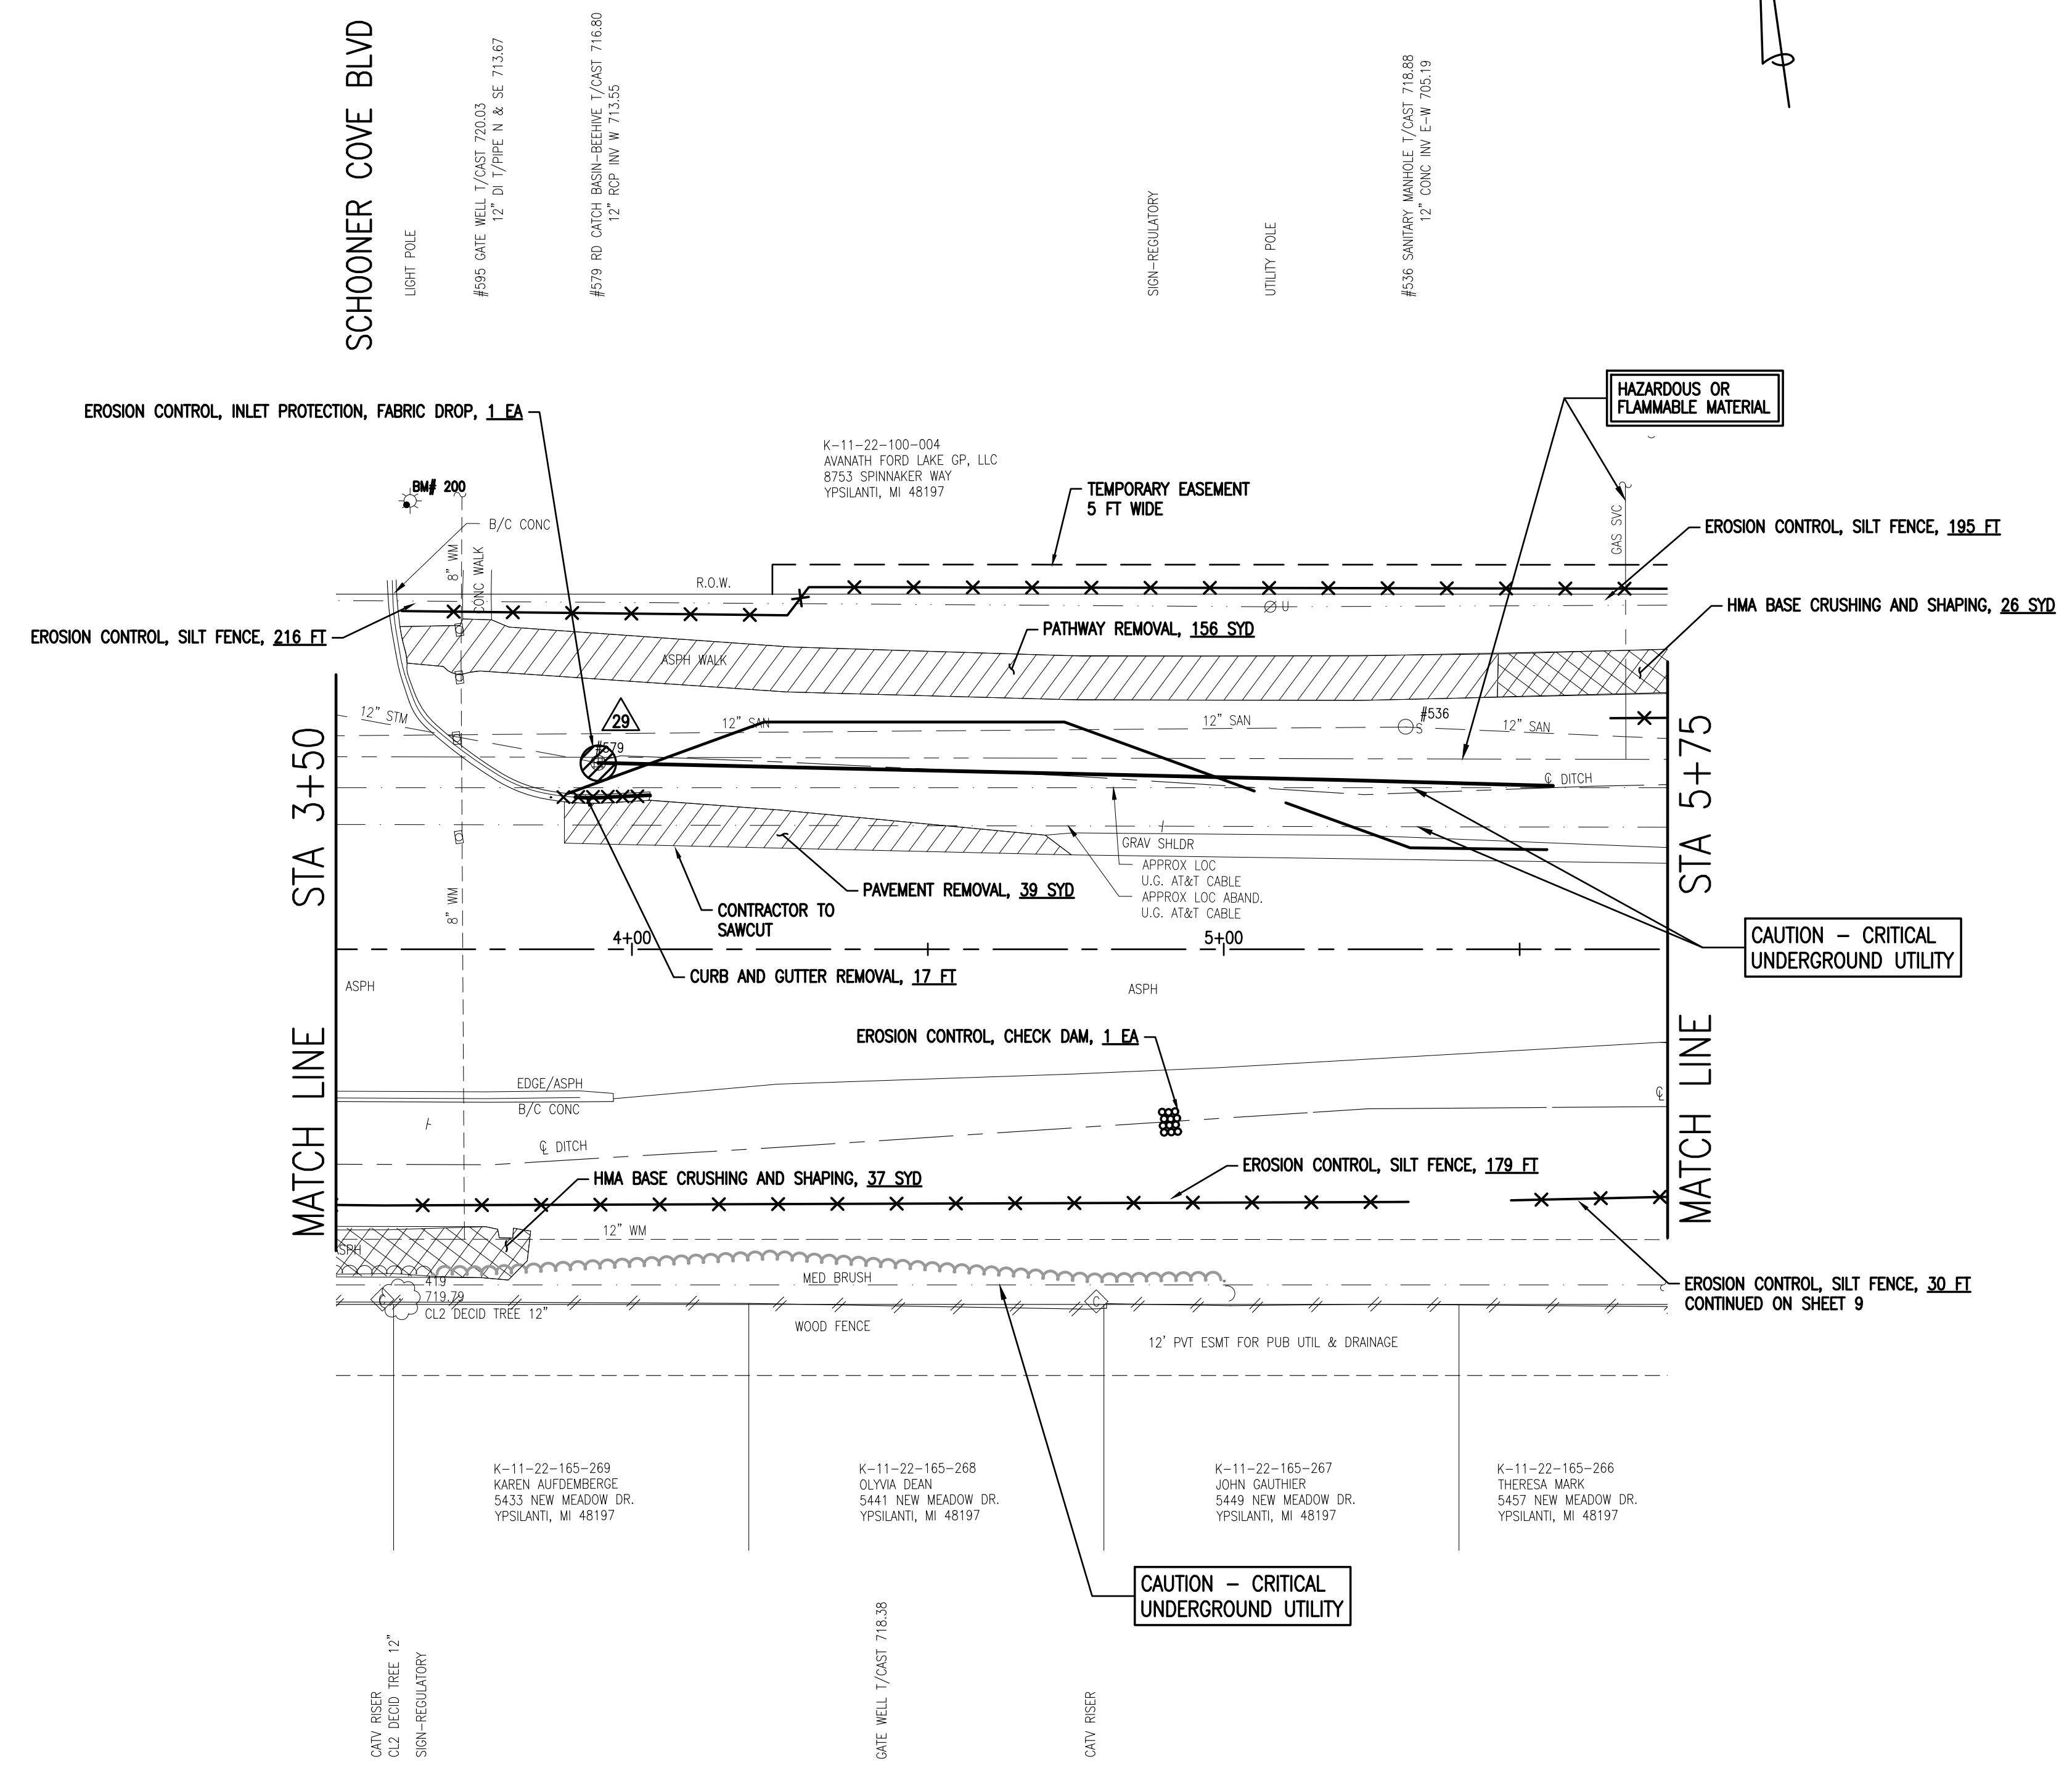 SCHOONER COVE BLVD
LIGHT POLE
#595 GATE WELL T/CAST 720.03
12" DI T/PIPE N & SE 713.67
#579 RD CATCH BASIN-BEEHIVE T/CAST 716.80
12" RCP INV W 713.55
SIGN-REGULATORY
UTILITY POLE
#536 SANITARY MANHOLE T/CAST 718.88
12" CONC INV E-W 705.19
HAZARDOUS OR
FLAMMABLE MATERIAL
EROSION CONTROL, INLET PROTECTION, FABRIC DROP, 1 EA
K-11-22-100-004
AVANATH FORD LAKE GP, LLC
8753 SPINNAKER WAY
YPSILANTI, MI 48197
BM# 200
TEMPORARY EASEMENT
5 FT WIDE
B/C CONC
GAS SVC
EROSION CONTROL, SILT FENCE, 195 FT
8" WM
CONC WALK
R.O.W.
U
HMA BASE CRUSHING AND SHAPING, 26 SYD
EROSION CONTROL, SILT FENCE, 216 FT
PATHWAY REMOVAL, 156 SYD
ASPH WALK
12" STM
29
12" SAN
12" SAN
#536
S
12" SAN
#579
℄ DITCH
STA 3+50
STA 5+75
GRAV SHLDR
APPROX LOC
U.G. AT&T CABLE
APPROX LOC ABAND.
U.G. AT&T CABLE
PAVEMENT REMOVAL, 39 SYD
CONTRACTOR TO
SAWCUT
8" WM
4+00
5+00
CAUTION - CRITICAL
UNDERGROUND UTILITY
CURB AND GUTTER REMOVAL, 17 FT
ASPH
ASPH
EROSION CONTROL, CHECK DAM, 1 EA
MATCH LINE
MATCH LINE
EDGE/ASPH
B/C CONC
℄
℄ DITCH
EROSION CONTROL, SILT FENCE, 179 FT
HMA BASE CRUSHING AND SHAPING, 37 SYD
12" WM
SPH
MED BRUSH
419
719.79
CL2 DECID TREE 12"
C
C
EROSION CONTROL, SILT FENCE, 30 FT
CONTINUED ON SHEET 9
WOOD FENCE
12' PVT ESMT FOR PUB UTIL & DRAINAGE
K-11-22-165-269
KAREN AUFDEMBERGE
5433 NEW MEADOW DR.
YPSILANTI, MI 48197
K-11-22-165-268
OLYVIA DEAN
5441 NEW MEADOW DR.
YPSILANTI, MI 48197
K-11-22-165-267
JOHN GAUTHIER
5449 NEW MEADOW DR.
YPSILANTI, MI 48197
K-11-22-165-266
THERESA MARK
5457 NEW MEADOW DR.
YPSILANTI, MI 48197
CAUTION - CRITICAL
UNDERGROUND UTILITY
CATV RISER
CL2 DECID TREE 12"
SIGN-REGULATORY
GATE WELL T/CAST 718.38
CATV RISER